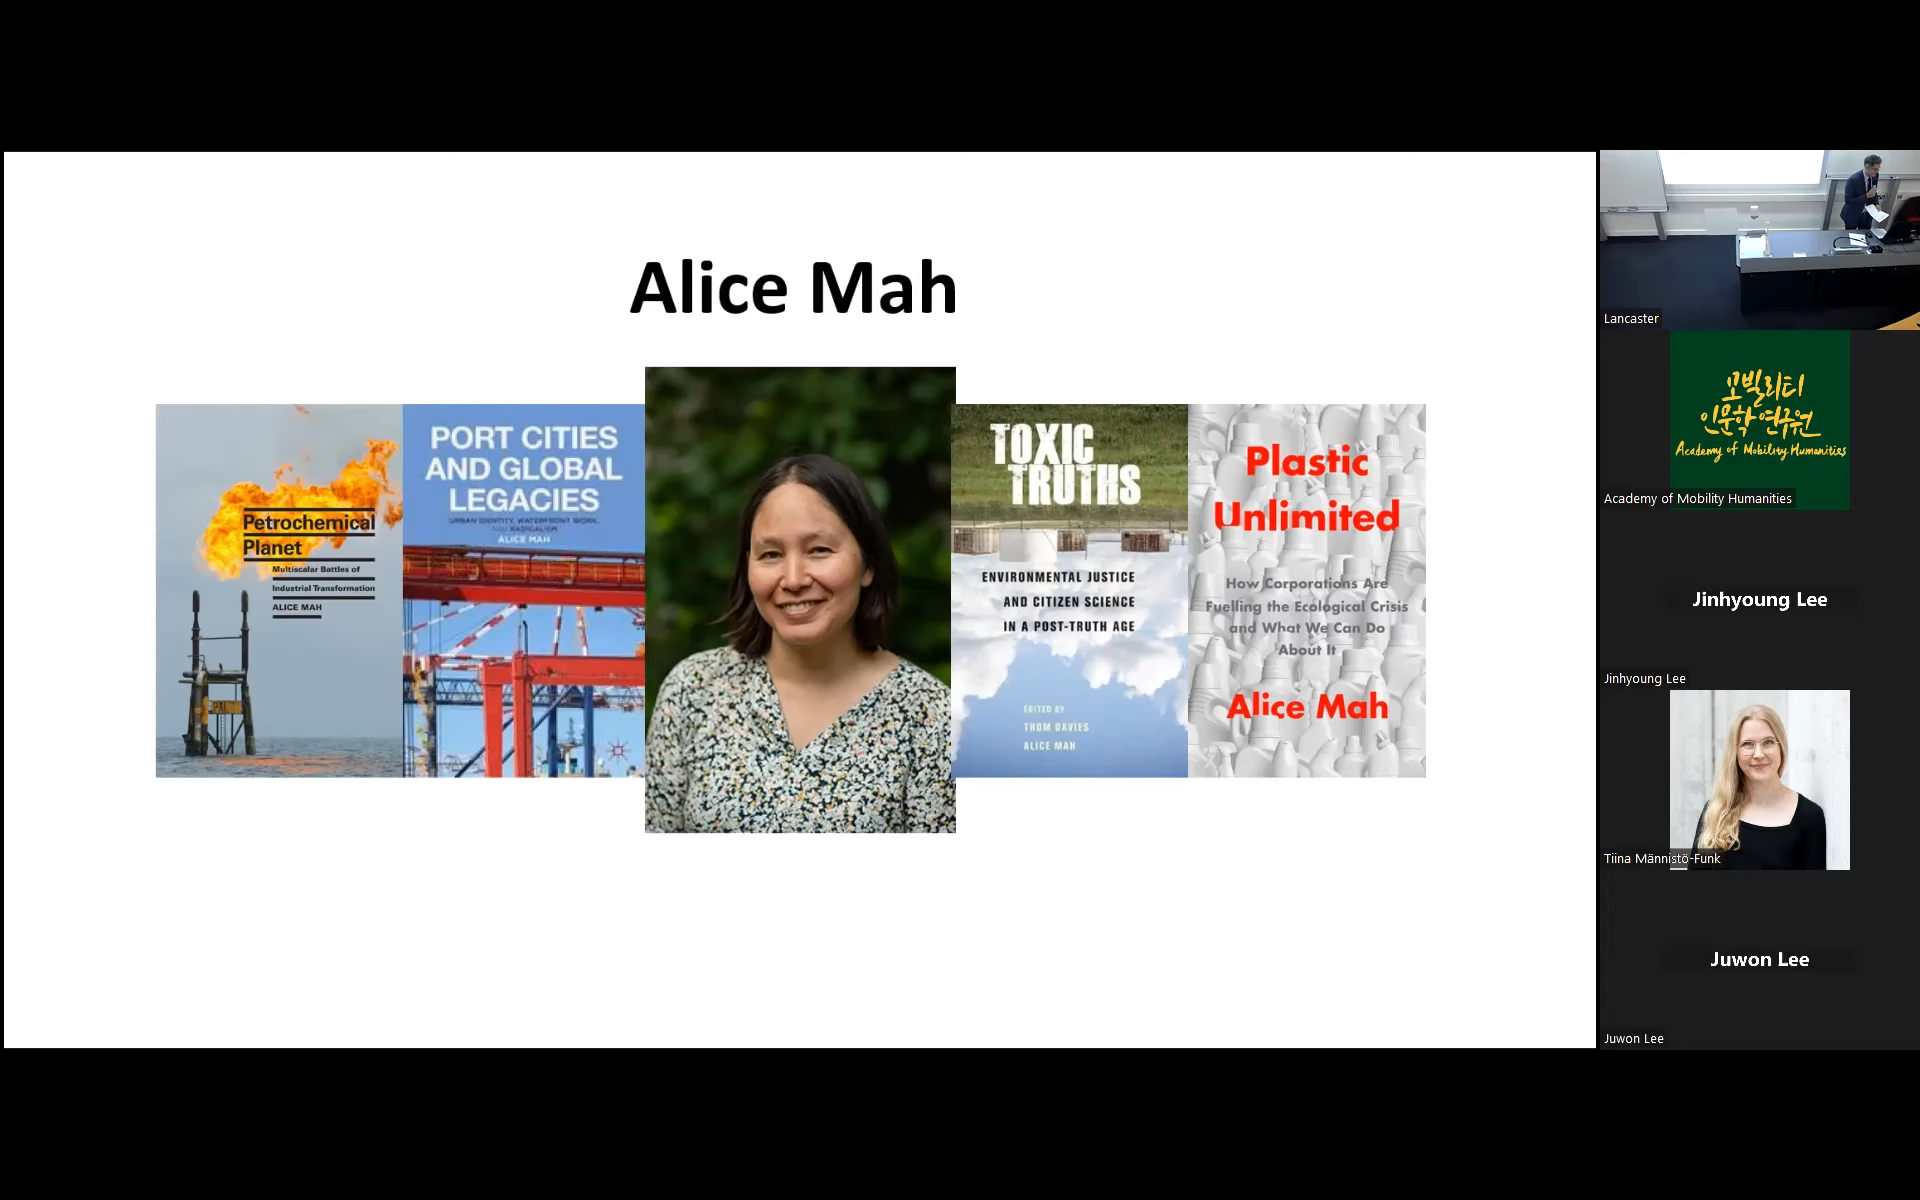 Alice Mah
Petrochemical
Planet
Multiscalar Battles of
Industrial Transformation
ALICE MAH
PORT CITIES
AND GLOBAL
LEGACIES
URBAN IDENTITY, WATERFRONT WORK,
AND RADICALISM
ALICE MAH
TOXIC
TRUTHS
ENVIRONMENTAL JUSTICE
AND CITIZEN SCIENCE
IN A POST-TRUTH AGE
EDITED BY
THOM DAVIES
ALICE MAH
Plastic
Unlimited
How Corporations Are
Fuelling the Ecological Crisis
and What We Can Do
About It
Alice Mah
Lancaster
모빌리티
인문학 연구원
Academy of Mobility Humanities
Academy of Mobility Humanities
Jinhyoung Lee
Jinhyoung Lee
Tiina Männistö-Funk
Juwon Lee
Juwon Lee